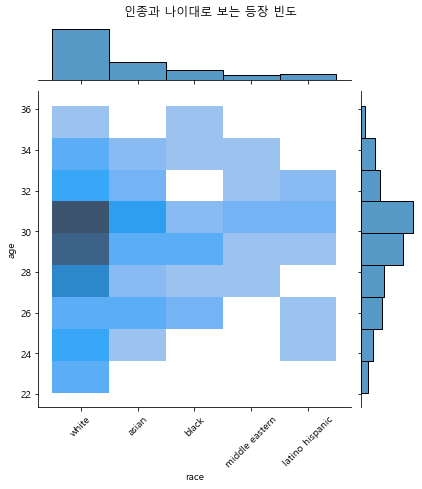 인종과 나이대로 보는 등장 빈도
36
34
32
30
28
26
24
22
age
white
asian
black
middle eastern
latino hispanic
race